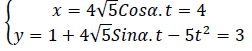 x = 4√5Cosα.t = 4
y = 1 + 4√5Sinα.t − 5t² = 3